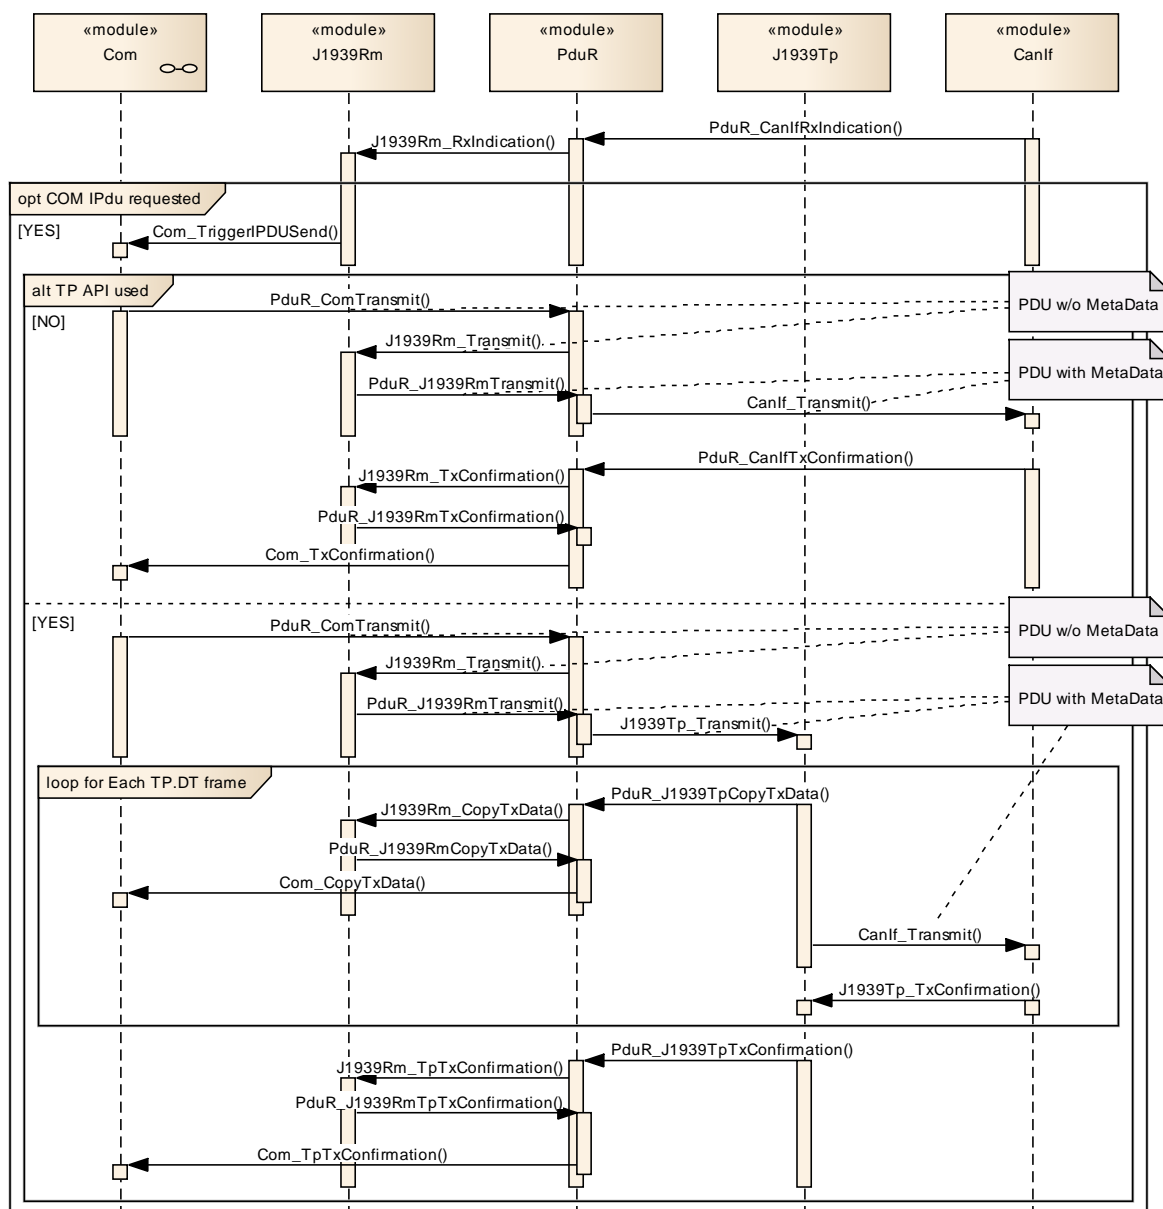 «module»
Com
«module»
J1939Rm
«module»
PduR
«module»
J1939Tp
«module»
CanIf
PduR_CanIfRxIndication()
J1939Rm_RxIndication()
opt COM IPdu requested
[YES]
Com_TriggerIPDUSend()
alt TP API used
[NO]
PduR_ComTransmit()
PDU w/o MetaData
J1939Rm_Transmit()
PDU with MetaData
PduR_J1939RmTransmit()
CanIf_Transmit()
PduR_CanIfTxConfirmation()
J1939Rm_TxConfirmation()
PduR_J1939RmTxConfirmation()
Com_TxConfirmation()
[YES]
PduR_ComTransmit()
PDU w/o MetaData
J1939Rm_Transmit()
PDU with MetaData
PduR_J1939RmTransmit()
J1939Tp_Transmit()
loop for Each TP.DT frame
PduR_J1939TpCopyTxData()
J1939Rm_CopyTxData()
PduR_J1939RmCopyTxData()
Com_CopyTxData()
CanIf_Transmit()
J1939Tp_TxConfirmation()
PduR_J1939TpTxConfirmation()
J1939Rm_TpTxConfirmation()
PduR_J1939RmTpTxConfirmation()
Com_TpTxConfirmation()